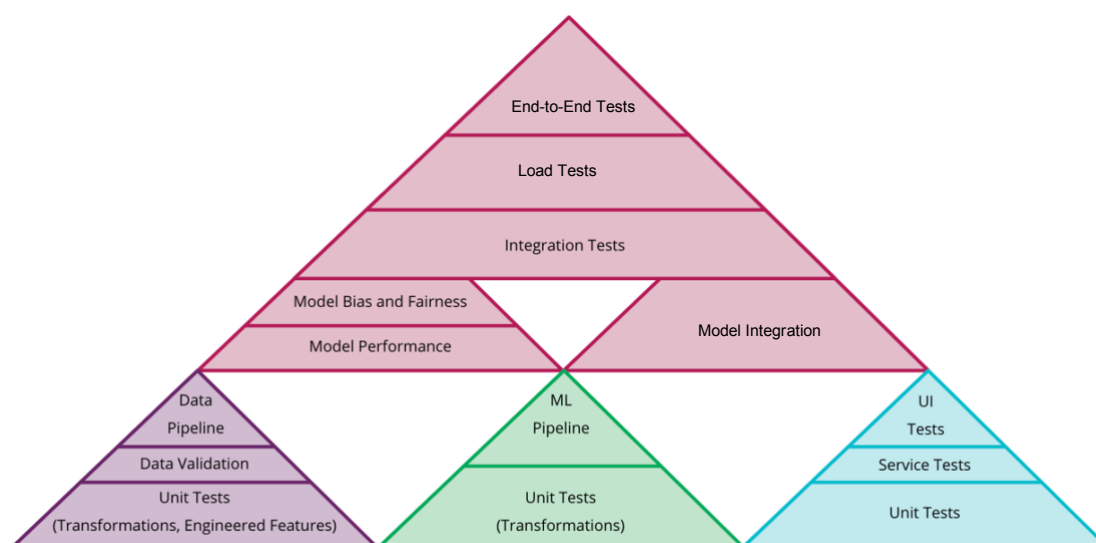 End-to-End Tests
Load Tests
Integration Tests
Model Bias and Fairness
Model Performance
Model Integration
Data
Pipeline
Data Validation
Unit Tests
(Transformations, Engineered Features)
ML
Pipeline
Unit Tests
(Transformations)
UI
Tests
Service Tests
Unit Tests